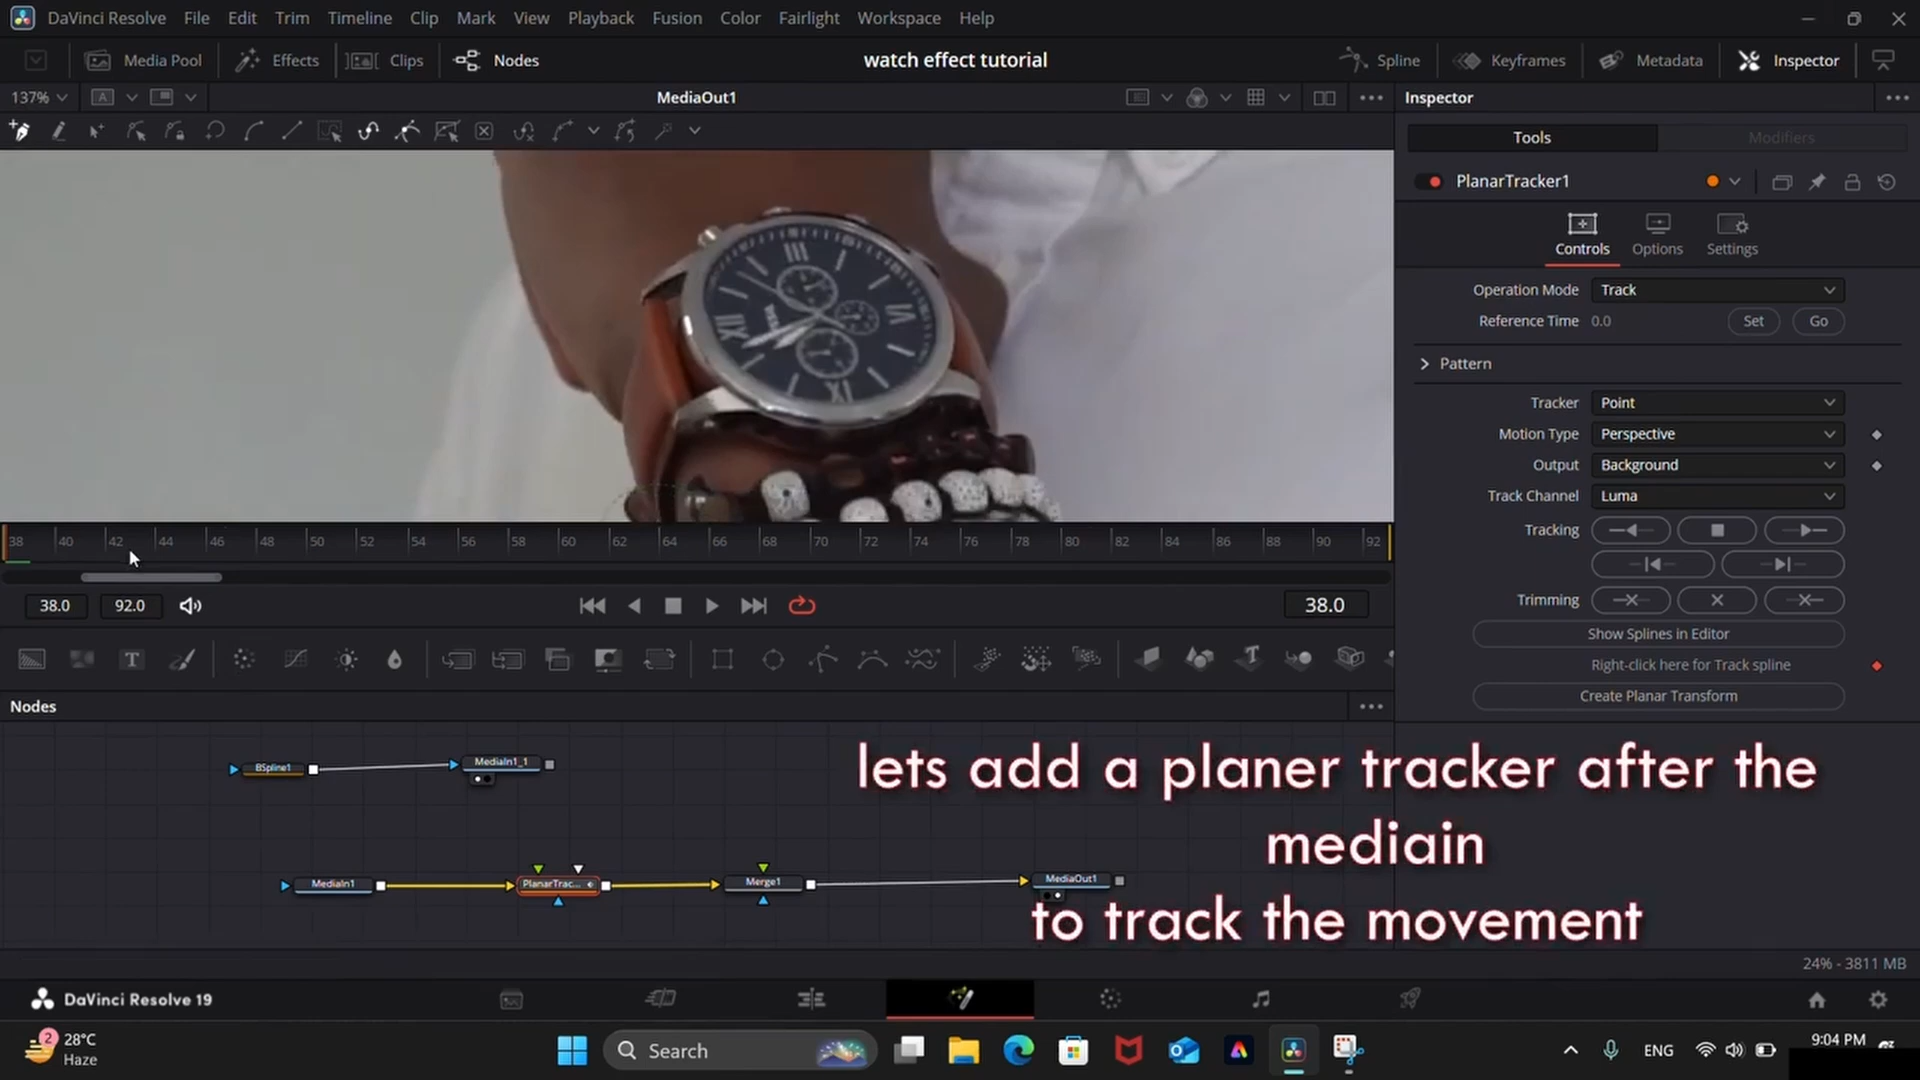 DaVinci Resolve File Edit Trim Timeline Clip Mark View Playback Fusion Color Fairlight Workspace Help
Media Pool Effects Clips Nodes watch effect tutorial Spline Keyframes Metadata Inspector
137% A MediaOut1 Inspector
Tools Modifiers
PlanarTracker1
Controls Options Settings
Operation Mode Track
Reference Time 0.0 Set Go
Pattern
Tracker Point
Motion Type Perspective
Output Background
Track Channel Luma
Tracking
Trimming
Show Splines in Editor
Right-click here for Track spline
Create Planar Transform
38 40 42 44 46 48 50 52 54 56 58 60 62 64 66 68 70 72 74 76 78 80 82 84 86 88 90 92
38.0 92.0 38.0
T
Nodes
BSpline1 MediaIn1_1
MediaIn1 PlanarTrac... Merge1 MediaOut1
lets add a planer tracker after the
mediain
to track the movement
24% - 3811 MB
DaVinci Resolve 19
2 28°C
Haze
Search
ENG
9:04 PM